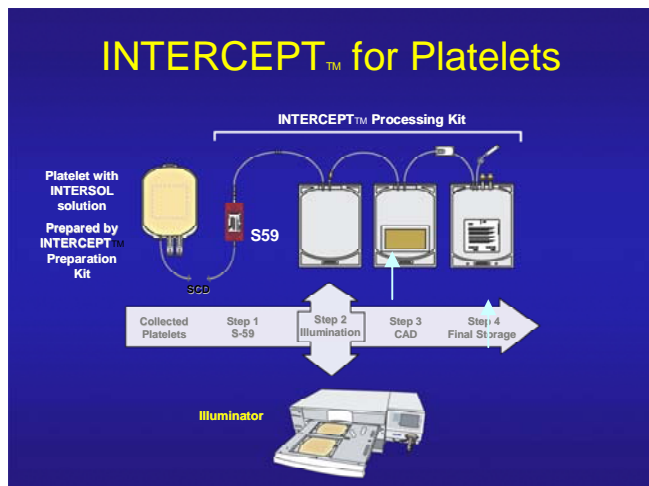 INTERCEPT™ for Platelets
INTERCEPT™ Processing Kit
Platelet with
INTERSOL
solution
Prepared by
INTERCEPT™
Preparation
Kit
S59
SCD
Collected
Platelets
Step 1
S-59
Step 2
Illumination
Step 3
CAD
Step 4
Final Storage
Illuminator